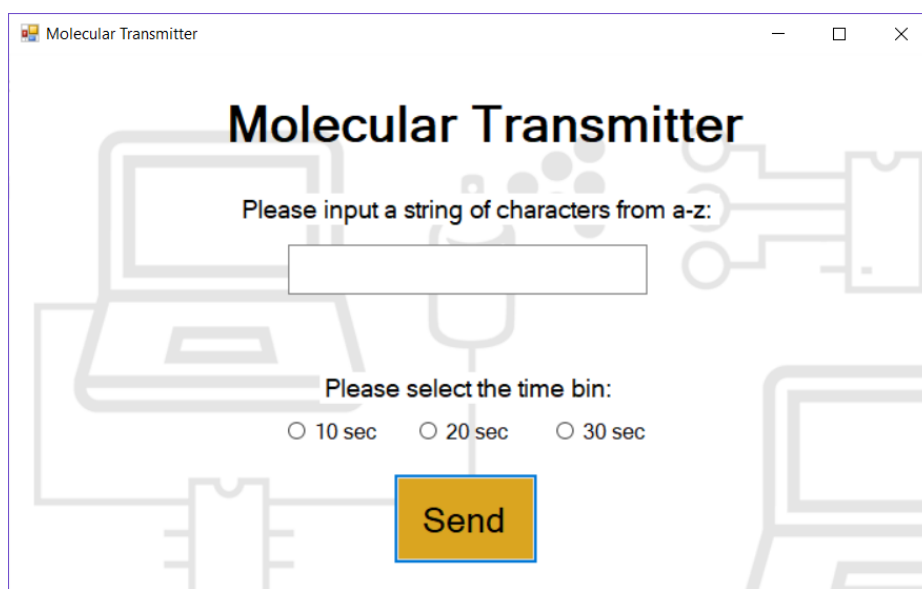 Molecular Transmitter
Molecular Transmitter
Please input a string of characters from a-z:
Please select the time bin:
10 sec 20 sec 30 sec
Send